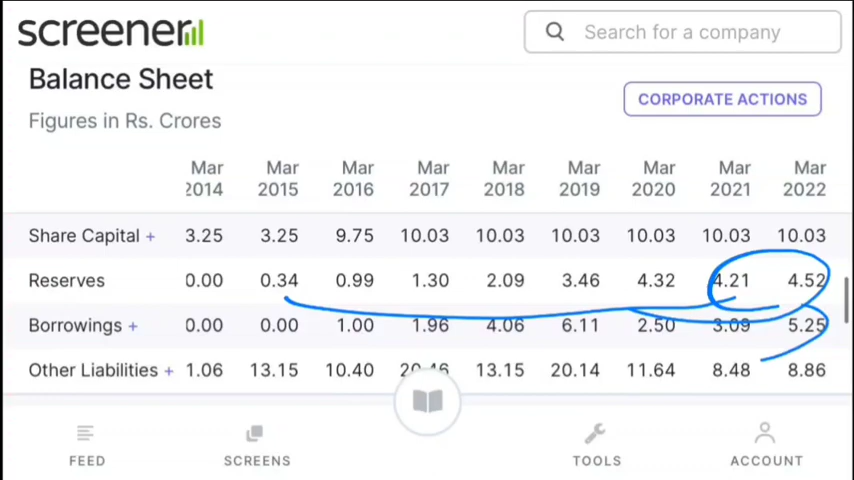 screener
Search for a company
Balance Sheet
CORPORATE ACTIONS
Figures in Rs. Crores
Mar Mar Mar Mar Mar Mar Mar Mar Mar
2014 2015 2016 2017 2018 2019 2020 2021 2022
Share Capital + 3.25 3.25 9.75 10.03 10.03 10.03 10.03 10.03 10.03
Reserves 0.00 0.34 0.99 1.30 2.09 3.46 4.32 4.21 4.52
Borrowings + 0.00 0.00 1.00 1.96 4.06 6.11 2.50 3.09 5.25
Other Liabilities + 1.06 13.15 10.40 20.46 13.15 20.14 11.64 8.48 8.86
FEED SCREENS TOOLS ACCOUNT